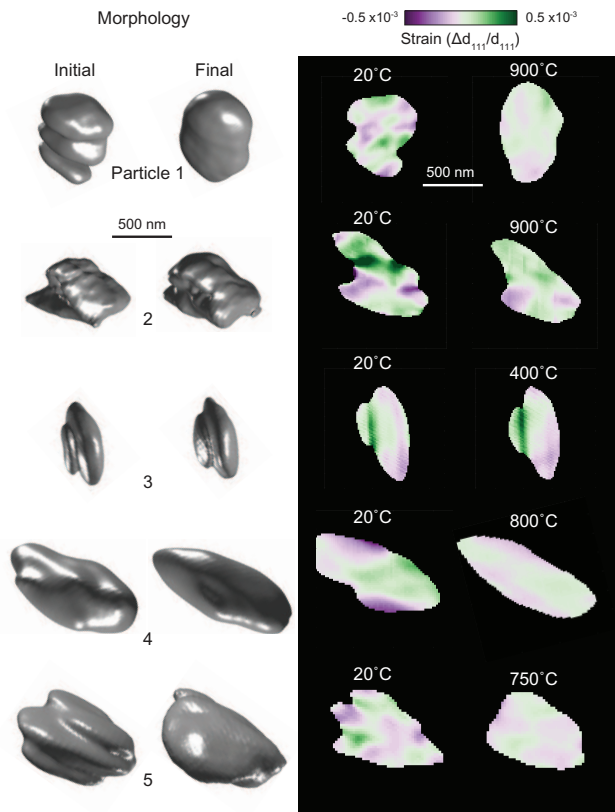 Morphology
-0.5 x10-3 0.5 x10-3
Strain (Δd111/d111)
Initial Final
20˚C 900˚C
Particle 1
500 nm
500 nm
20˚C 900˚C
2
20˚C 400˚C
3
20˚C 800˚C
4
20˚C 750˚C
5